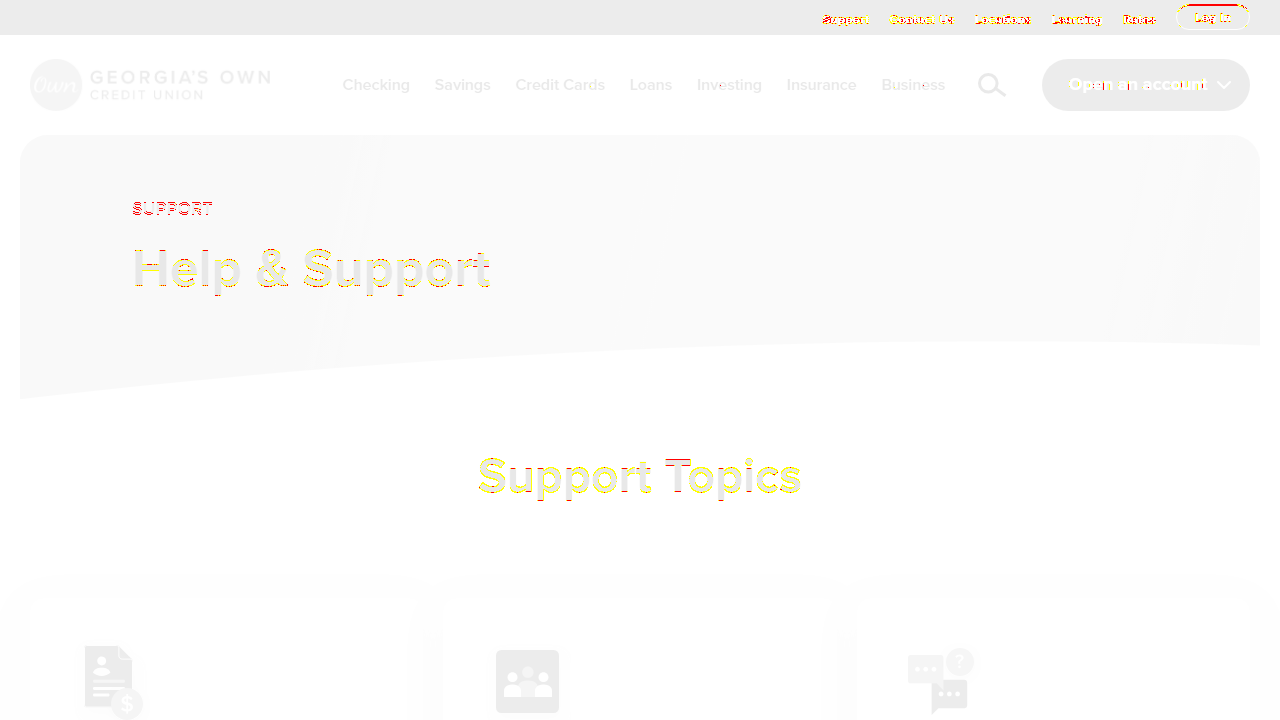 Support Contact Us Locations Learning Rates Log In
Own GEORGIA'S OWN
CREDIT UNION
Checking Savings Credit Cards Loans Investing Insurance Business Open an account
SUPPORT
Help & Support
Support Topics
$
?